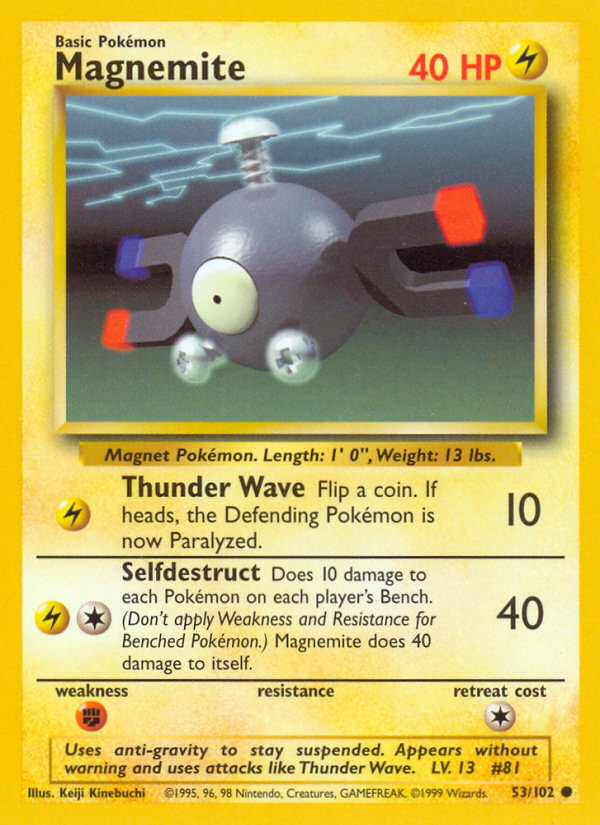 Basic Pokémon
Magnemite 40 HP
Magnet Pokémon. Length: 1' 0", Weight: 13 lbs.
Thunder Wave Flip a coin. If
heads, the Defending Pokémon is
now Paralyzed.
10
Selfdestruct Does 10 damage to
each Pokémon on each player's Bench.
(Don't apply Weakness and Resistance for
Benched Pokémon.) Magnemite does 40
damage to itself.
40
weakness resistance retreat cost
Uses anti-gravity to stay suspended. Appears without
warning and uses attacks like Thunder Wave. LV. 13 #81
Illus. Keiji Kinebuchi ©1995, 96, 98 Nintendo, Creatures, GAMEFREAK. ©1999 Wizards. 53/102